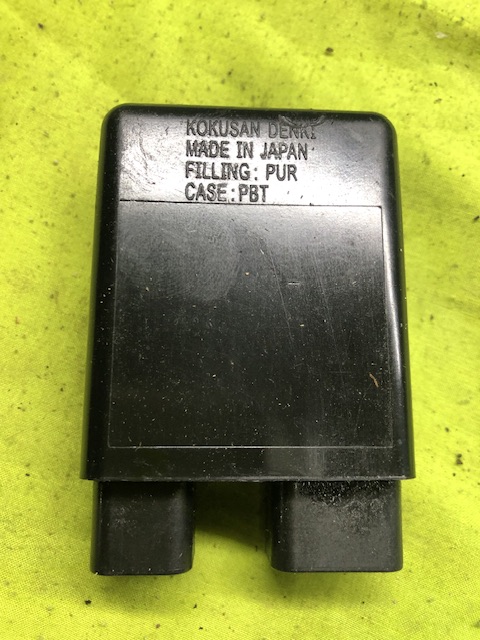 KOKUSAN DENKI
MADE IN JAPAN
FILLING: PUR
CASE:PBT